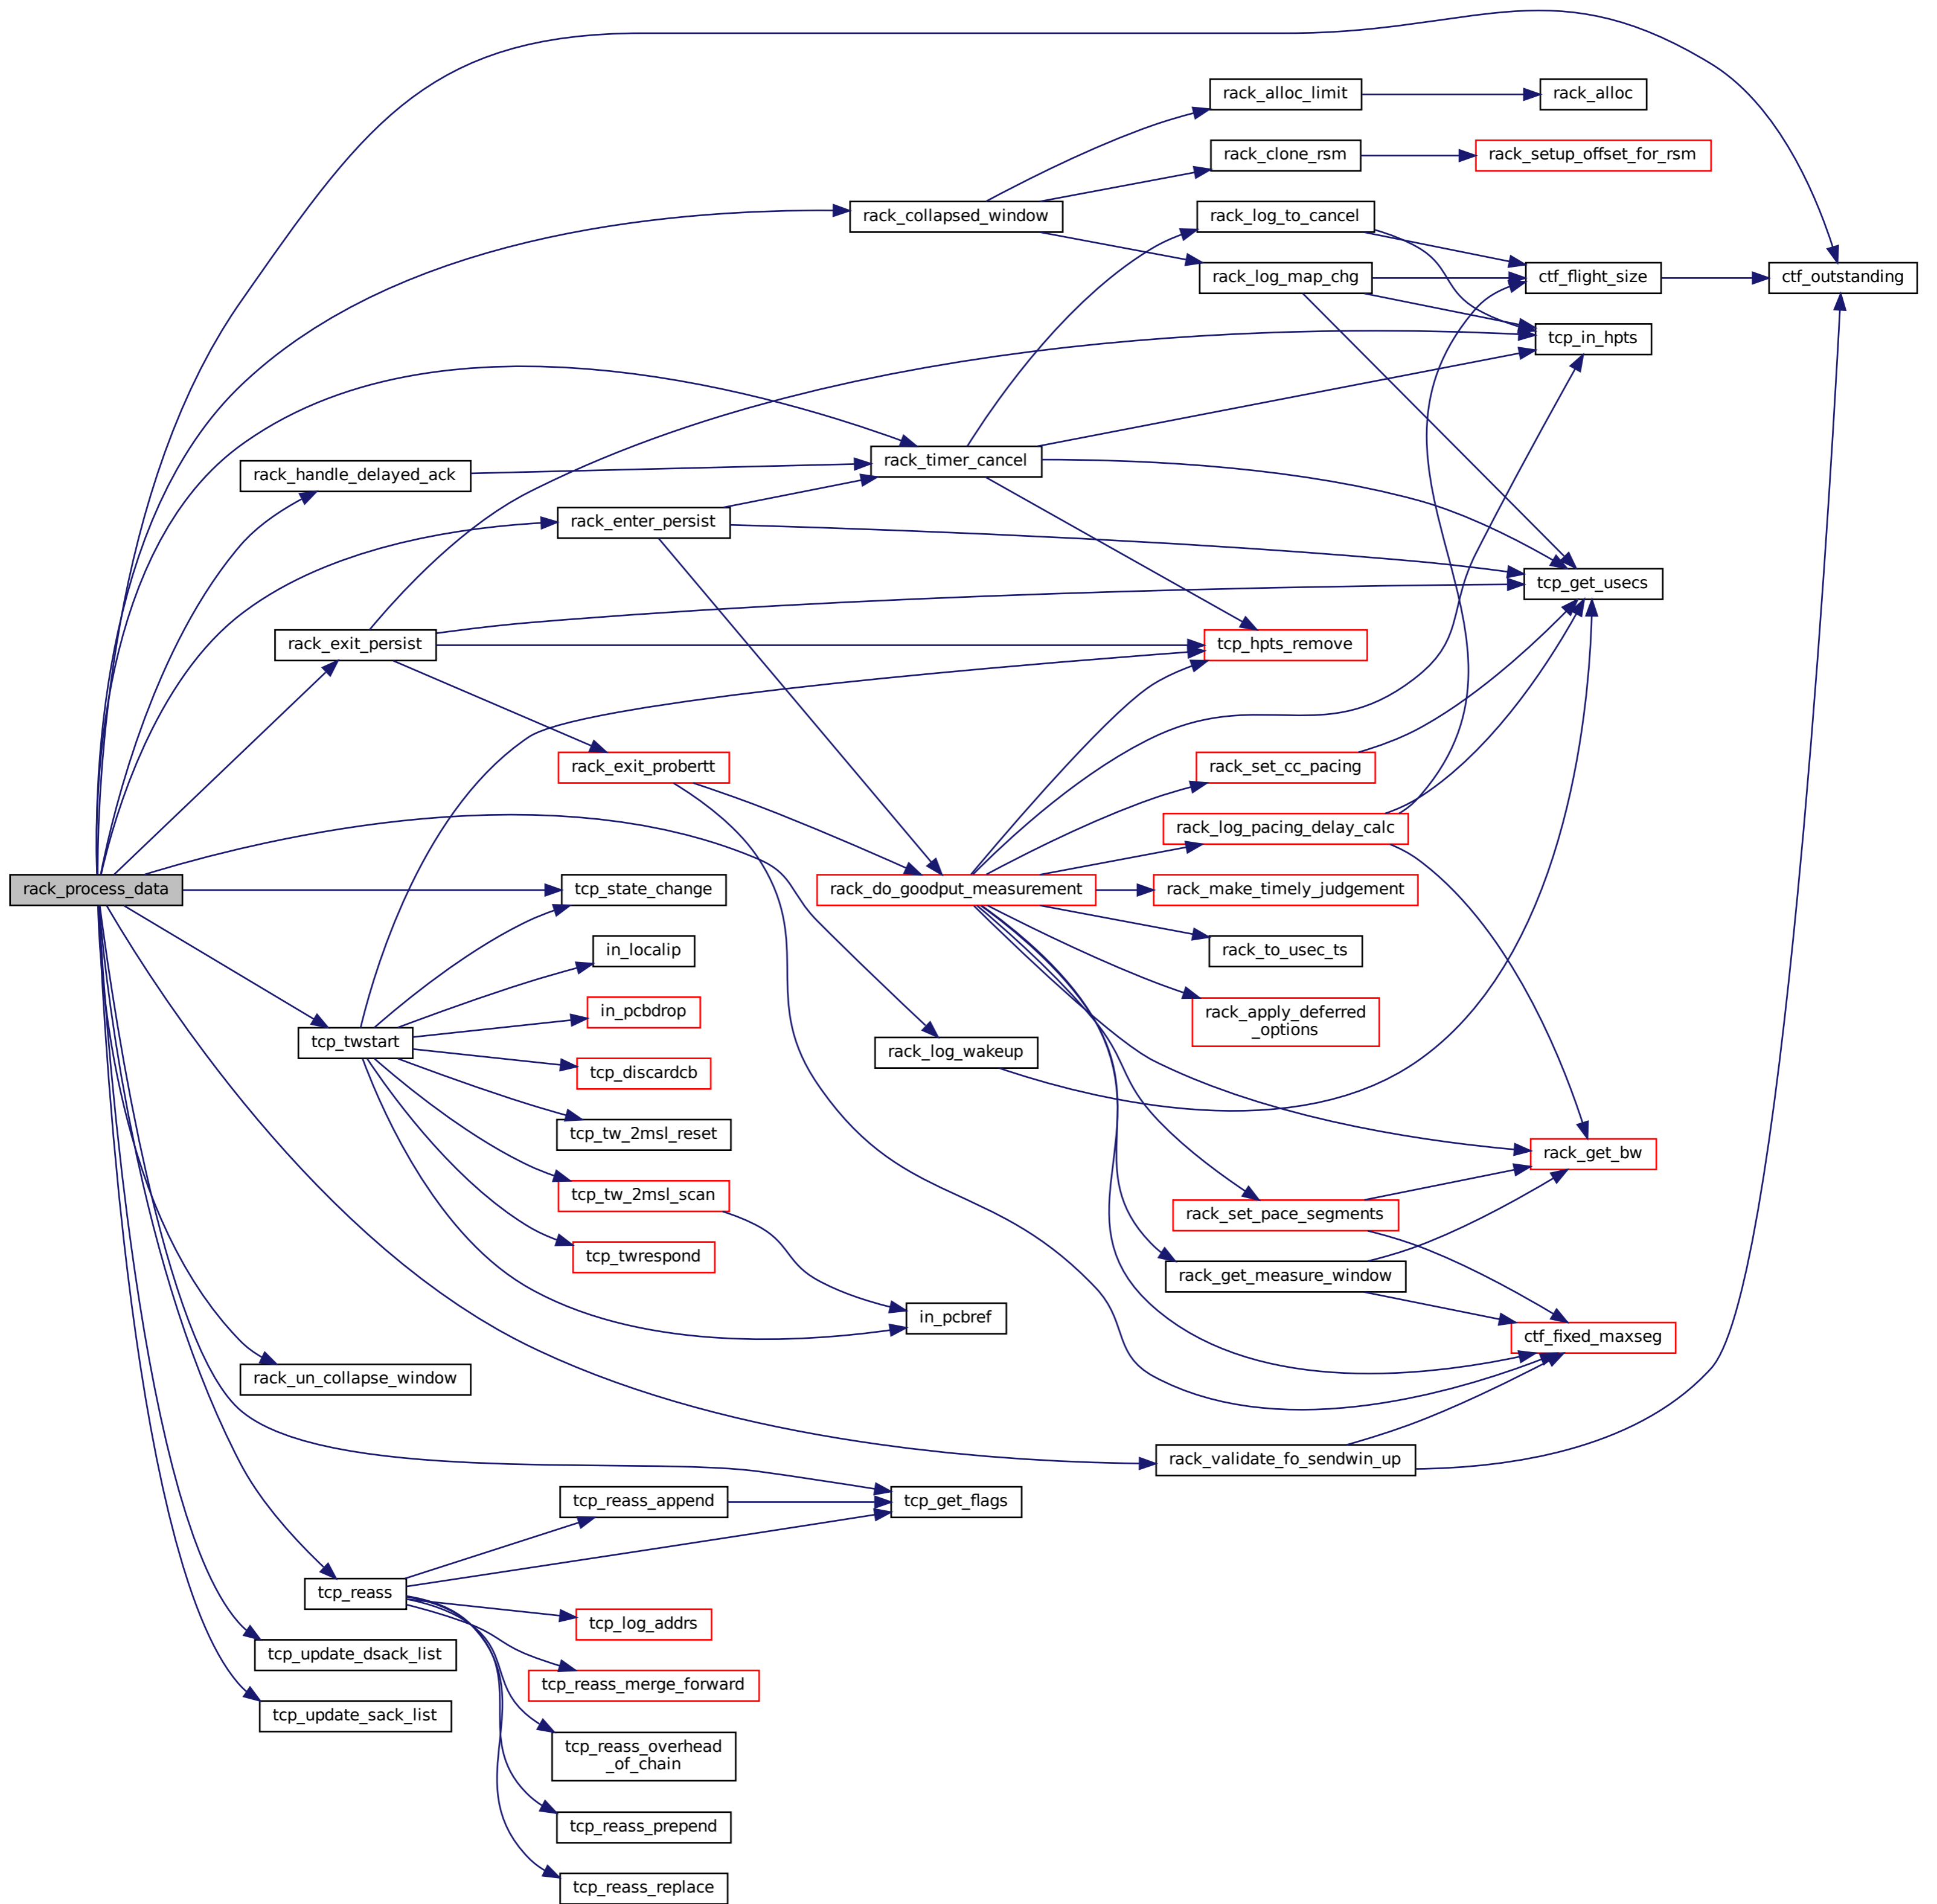 rack_alloc_limit
rack_alloc
rack_clone_rsm
rack_setup_offset_for_rsm
rack_collapsed_window
rack_log_to_cancel
rack_log_map_chg
ctf_flight_size
ctf_outstanding
tcp_in_hpts
rack_handle_delayed_ack
rack_timer_cancel
rack_enter_persist
tcp_get_usecs
rack_exit_persist
tcp_hpts_remove
rack_exit_probertt
rack_set_cc_pacing
rack_log_pacing_delay_calc
rack_process_data
tcp_state_change
rack_do_goodput_measurement
rack_make_timely_judgement
in_localip
rack_to_usec_ts
in_pcbdrop
rack_apply_deferred
_options
tcp_twstart
rack_log_wakeup
tcp_discardcb
tcp_tw_2msl_reset
rack_get_bw
tcp_tw_2msl_scan
rack_set_pace_segments
tcp_twrespond
rack_get_measure_window
in_pcbref
ctf_fixed_maxseg
rack_un_collapse_window
rack_validate_fo_sendwin_up
tcp_reass_append
tcp_get_flags
tcp_reass
tcp_log_addrs
tcp_update_dsack_list
tcp_reass_merge_forward
tcp_update_sack_list
tcp_reass_overhead
_of_chain
tcp_reass_prepend
tcp_reass_replace